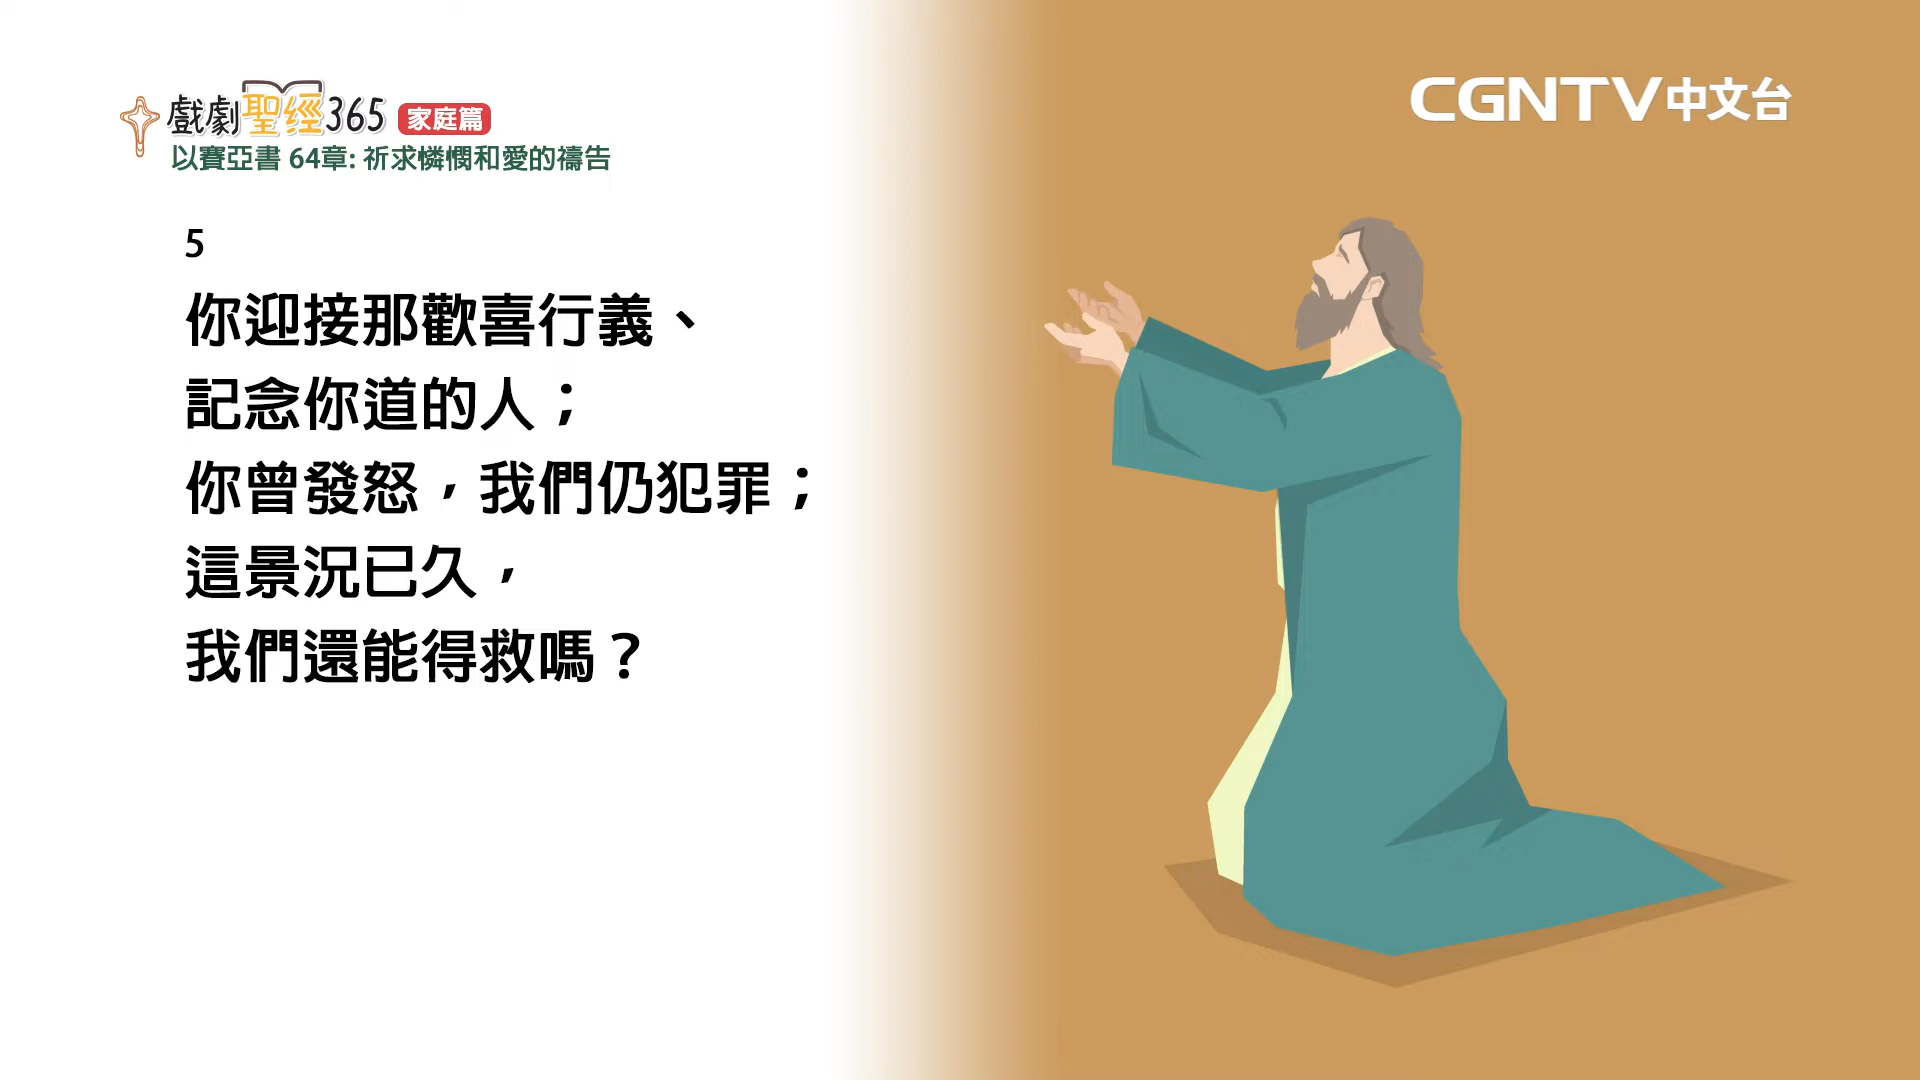 戲劇聖經365 家庭篇
CGNTV中文台
以賽亞書 64章: 祈求憐憫和愛的禱告
5
你迎接那歡喜行義、
記念你道的人；
你曾發怒，我們仍犯罪；
這景況已久，
我們還能得救嗎？